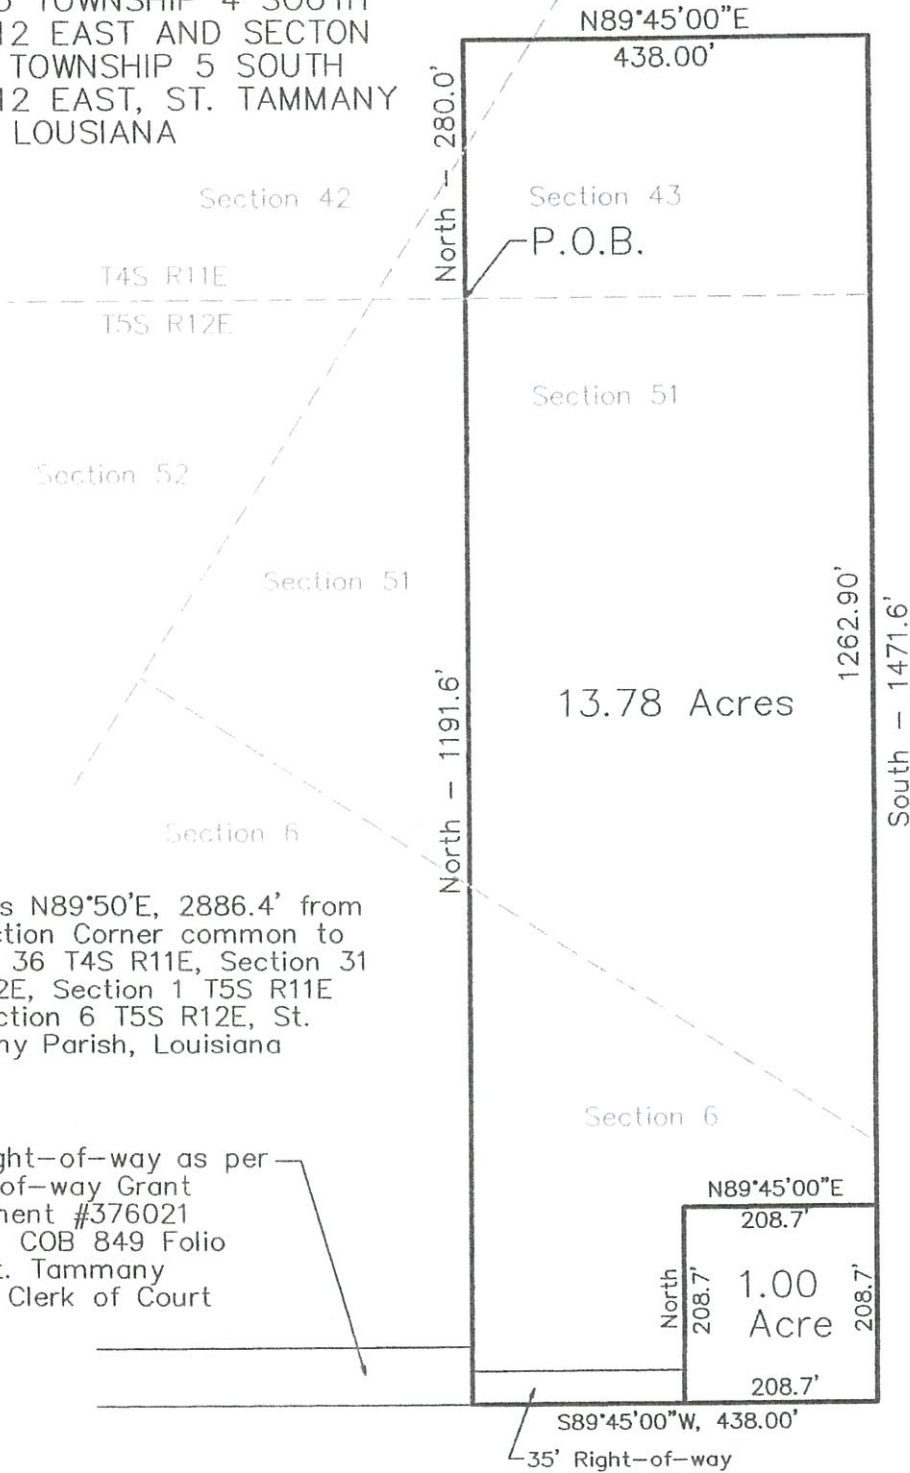 TOWNSHIP 4 SOUTH
12 EAST AND SECTON
TOWNSHIP 5 SOUTH
12 EAST, ST. TAMMANY
LOUSIANA
N89°45'00"E
438.00'
North – 280.0'
Section 42
Section 43
P.O.B.
T4S R11E
T5S R12E
Section 51
Section 52
Section 51
1262.90'
South – 1471.6'
13.78 Acres
North – 1191.6'
Section 6
N89°50'E, 2886.4' from
Corner common to
36 T4S R11E, Section 31
Section 1 T5S R11E
Section 6 T5S R12E, St.
Parish, Louisiana
Section 6
Right-of-way as per
of-way Grant
#376021
COB 849 Folio
Tammany
Clerk of Court
N89°45'00"E
208.7'
North
208.7'
1.00
Acre
208.7'
208.7'
S89°45'00"W, 438.00'
35' Right-of-way